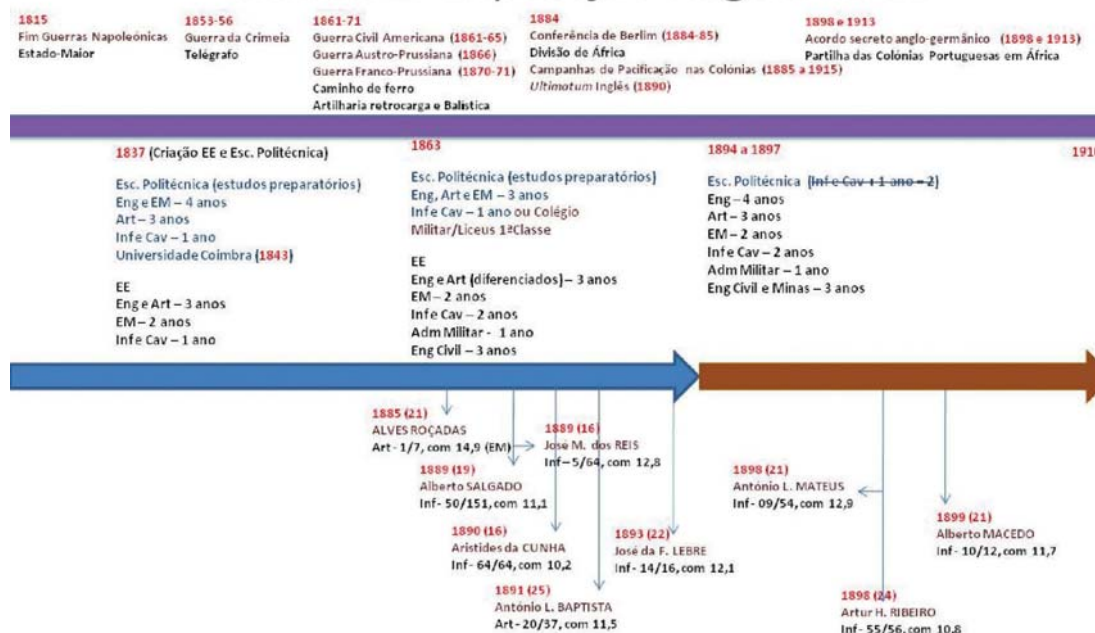 1815
Fim Guerras Napoleónicas
Estado-Maior
1853-56
Guerra da Crimeia
Telégrafo
1861-71
Guerra Civil Americana (1861-65)
Guerra Austro-Prussiana (1866)
Guerra Franco-Prussiana (1870-71)
Caminho de ferro
Artilharia retrocarga e Balística
1884
Conferência de Berlim (1884-85)
Divisão de África
Campanhas de Pacificação nas Colónias (1885 a 1915)
Ultimatum Inglês (1890)
1898 e 1913
Acordo secreto anglo-germânico (1898 e 1913)
Partilha das Colónias Portuguesas em África
1837 (Criação EE e Esc. Politécnica)
Esc. Politécnica (estudos preparatórios)
Eng e EM – 4 anos
Art – 3 anos
Inf e Cav – 1 ano
Universidade Coimbra (1843)
EE
Eng e Art – 3 anos
EM – 2 anos
Inf e Cav – 1 ano
1863
Esc. Politécnica (estudos preparatórios)
Eng, Art e EM – 3 anos
Inf e Cav – 1 ano ou Colégio
Militar/Liceus 1ªClasse
EE
Eng e Art (diferenciados) – 3 anos
EM – 2 anos
Inf e Cav – 2 anos
Adm Militar - 1 ano
Eng Civil – 3 anos
1894 a 1897
Esc. Politécnica (Inf e Cav + 1 ano – 2)
Eng – 4 anos
Art – 3 anos
EM – 2 anos
Inf e Cav – 2 anos
Adm Militar – 1 ano
Eng Civil e Minas – 3 anos
1885 (21)
ALVES ROÇADAS
Art - 1/7, com 14,9 (EM)
1889 (19)
Alberto SALGADO
Inf - 50/151, com 11,1
1889 (16)
José M. dos REIS
Inf – 5/64, com 12,8
1890 (16)
Aristides da CUNHA
Inf - 64/64, com 10,2
1891 (25)
António L. BAPTISTA
Art - 20/37, com 11,5
1893 (22)
José da F. LEBRE
Inf - 14/16, com 12,1
1898 (21)
António L. MATEUS
Inf - 09/54, com 12,9
1899 (21)
Alberto MACEDO
Inf - 10/12, com 11,7
1898 (24)
Artur H. RIBEIRO
Inf - 55/56, com 10,8